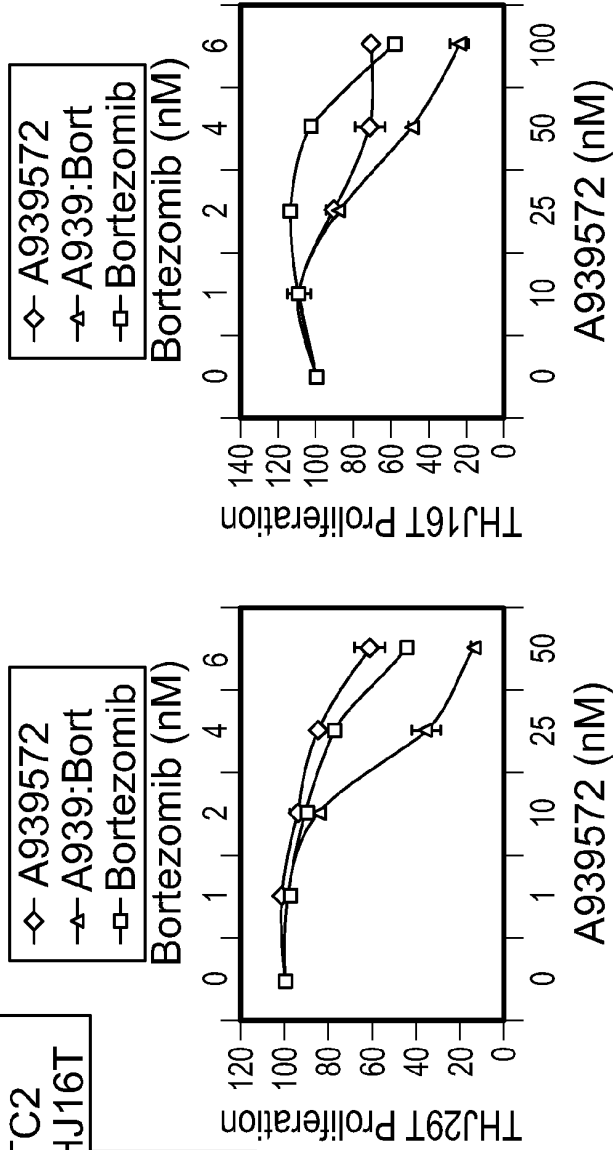 TC2
HJ16T
A939572
A939:Bort
Bortezomib
Bortezomib (nM)
0 1 2 4 6
THJ29T Proliferation
120
100
80
60
40
20
0
0 1 10 25 50
A939572 (nM)
A939572
A939:Bort
Bortezomib
Bortezomib (nM)
0 1 2 4 6
THJ16T Proliferation
140
120
100
80
60
40
20
0
0 10 25 50 100
A939572 (nM)